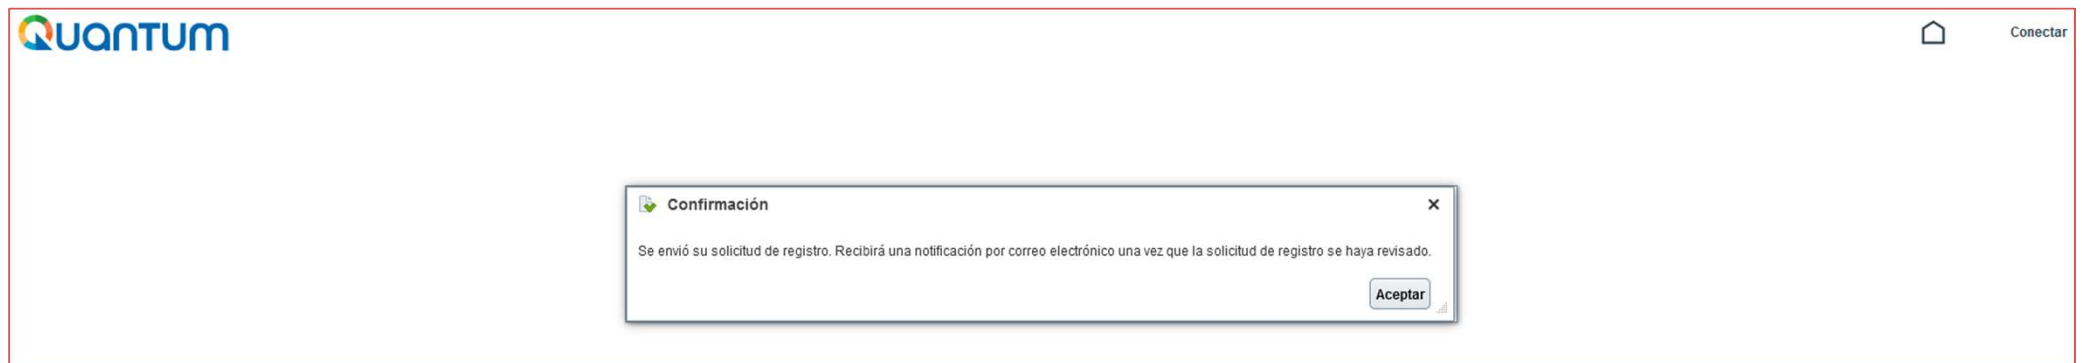 QUANTUM
Conectar
Confirmación
Se envió su solicitud de registro. Recibirá una notificación por correo electrónico una vez que la solicitud de registro se haya revisado.
Aceptar